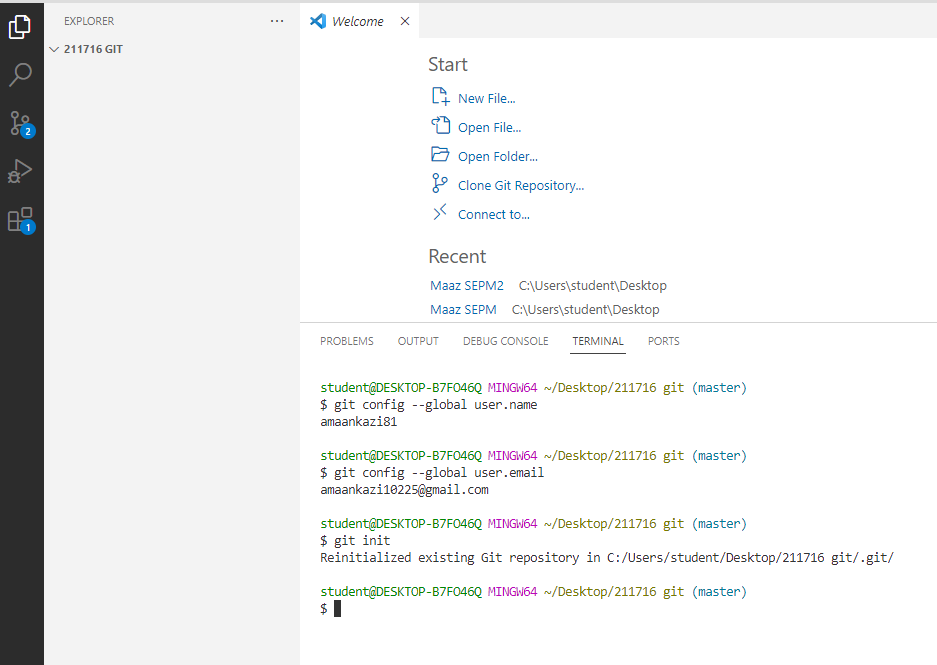 EXPLORER
211716 GIT
2
1
Welcome
Start
New File...
Open File...
Open Folder...
Clone Git Repository...
Connect to...
Recent
Maaz SEPM2 C:\Users\student\Desktop
Maaz SEPM C:\Users\student\Desktop
PROBLEMS OUTPUT DEBUG CONSOLE TERMINAL PORTS
student@DESKTOP-B7FO46Q MINGW64 ~/Desktop/211716 git (master)
$ git config --global user.name
amaankazi81
student@DESKTOP-B7FO46Q MINGW64 ~/Desktop/211716 git (master)
$ git config --global user.email
amaankazi10225@gmail.com
student@DESKTOP-B7FO46Q MINGW64 ~/Desktop/211716 git (master)
$ git init
Reinitialized existing Git repository in C:/Users/student/Desktop/211716 git/.git/
student@DESKTOP-B7FO46Q MINGW64 ~/Desktop/211716 git (master)
$